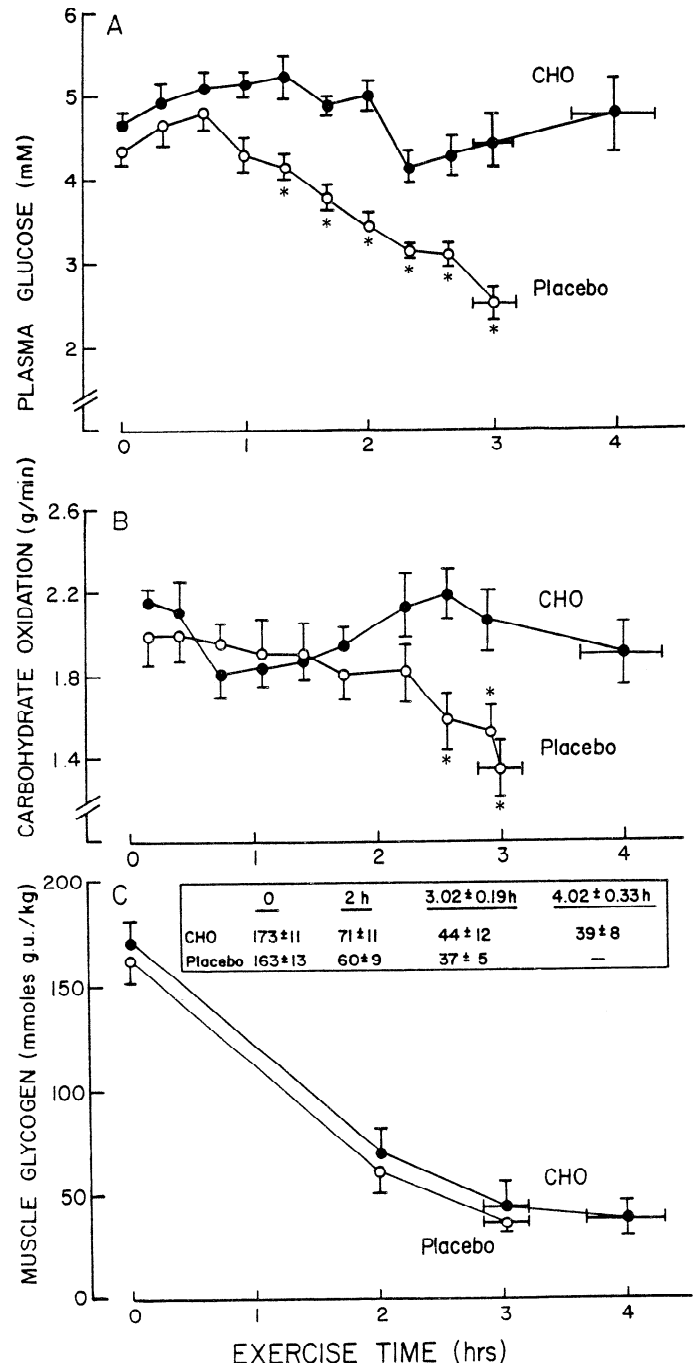 A
6
5
4
3
2
PLASMA GLUCOSE (mM)
CHO
Placebo
*
*
*
*
*
*
0 1 2 3 4
B
2.6
2.2
1.8
1.4
CARBOHYDRATE OXIDATION (g/min)
CHO
Placebo
*
*
*
0 1 2 3 4
C
200
150
100
50
0
MUSCLE GLYCOGEN (mmoles g.u./kg)
0 2 h 3.02±0.19h 4.02±0.33h
CHO 173±11 71±11 44±12 39±8
Placebo 163±13 60±9 37±5 —
CHO
Placebo
0 1 2 3 4
EXERCISE TIME (hrs)